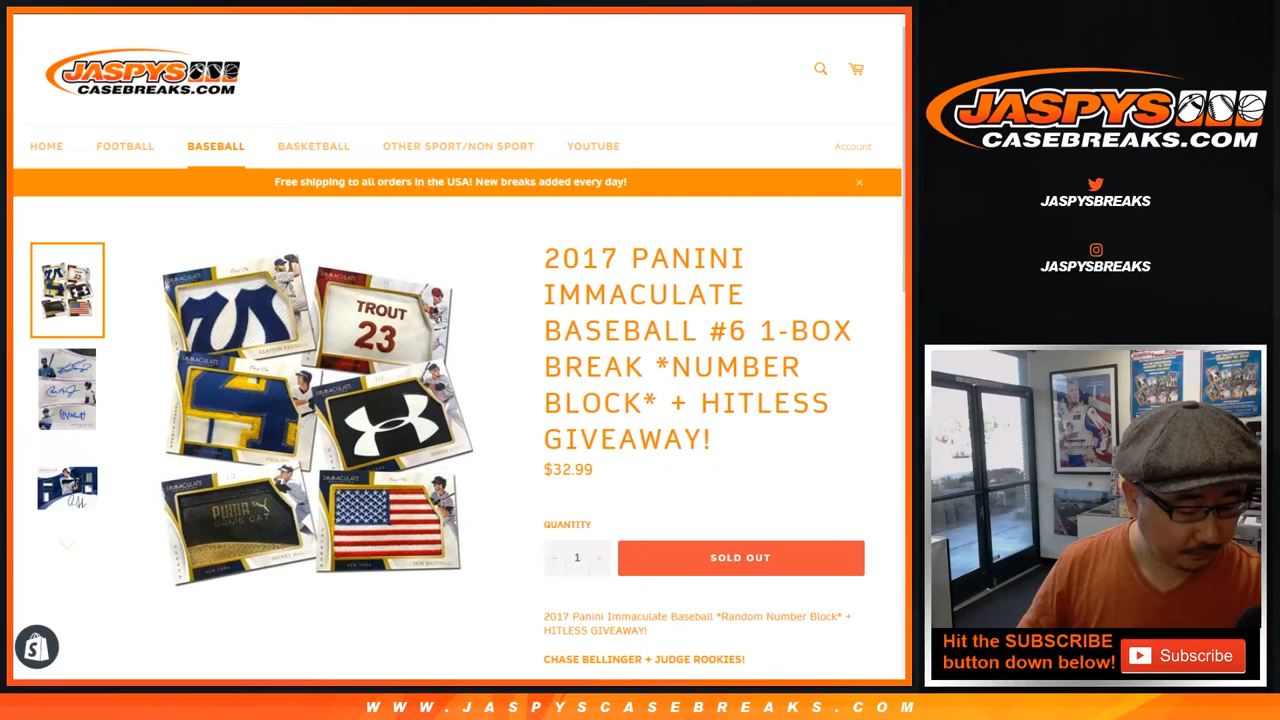 JASPYS
CASEBREAKS.COM
HOME
FOOTBALL
BASEBALL
BASKETBALL
OTHER SPORT/NON SPORT
YOUTUBE
Account
Free shipping to all orders in the USA! New breaks added every day!
×
TROUT
23
PUMA
GAME CAT
2017 PANINI
IMMACULATE
BASEBALL #6 1-BOX
BREAK *NUMBER
BLOCK* + HITLESS
GIVEAWAY!
$32.99
QUANTITY
− 1 +
SOLD OUT
2017 Panini Immaculate Baseball *Random Number Block* +
HITLESS GIVEAWAY!
CHASE BELLINGER + JUDGE ROOKIES!
JASPYS
CASEBREAKS.COM
JASPYSBREAKS
JASPYSBREAKS
Hit the SUBSCRIBE
button down below!
Subscribe
WWW.JASPYSCASEBREAKS.COM